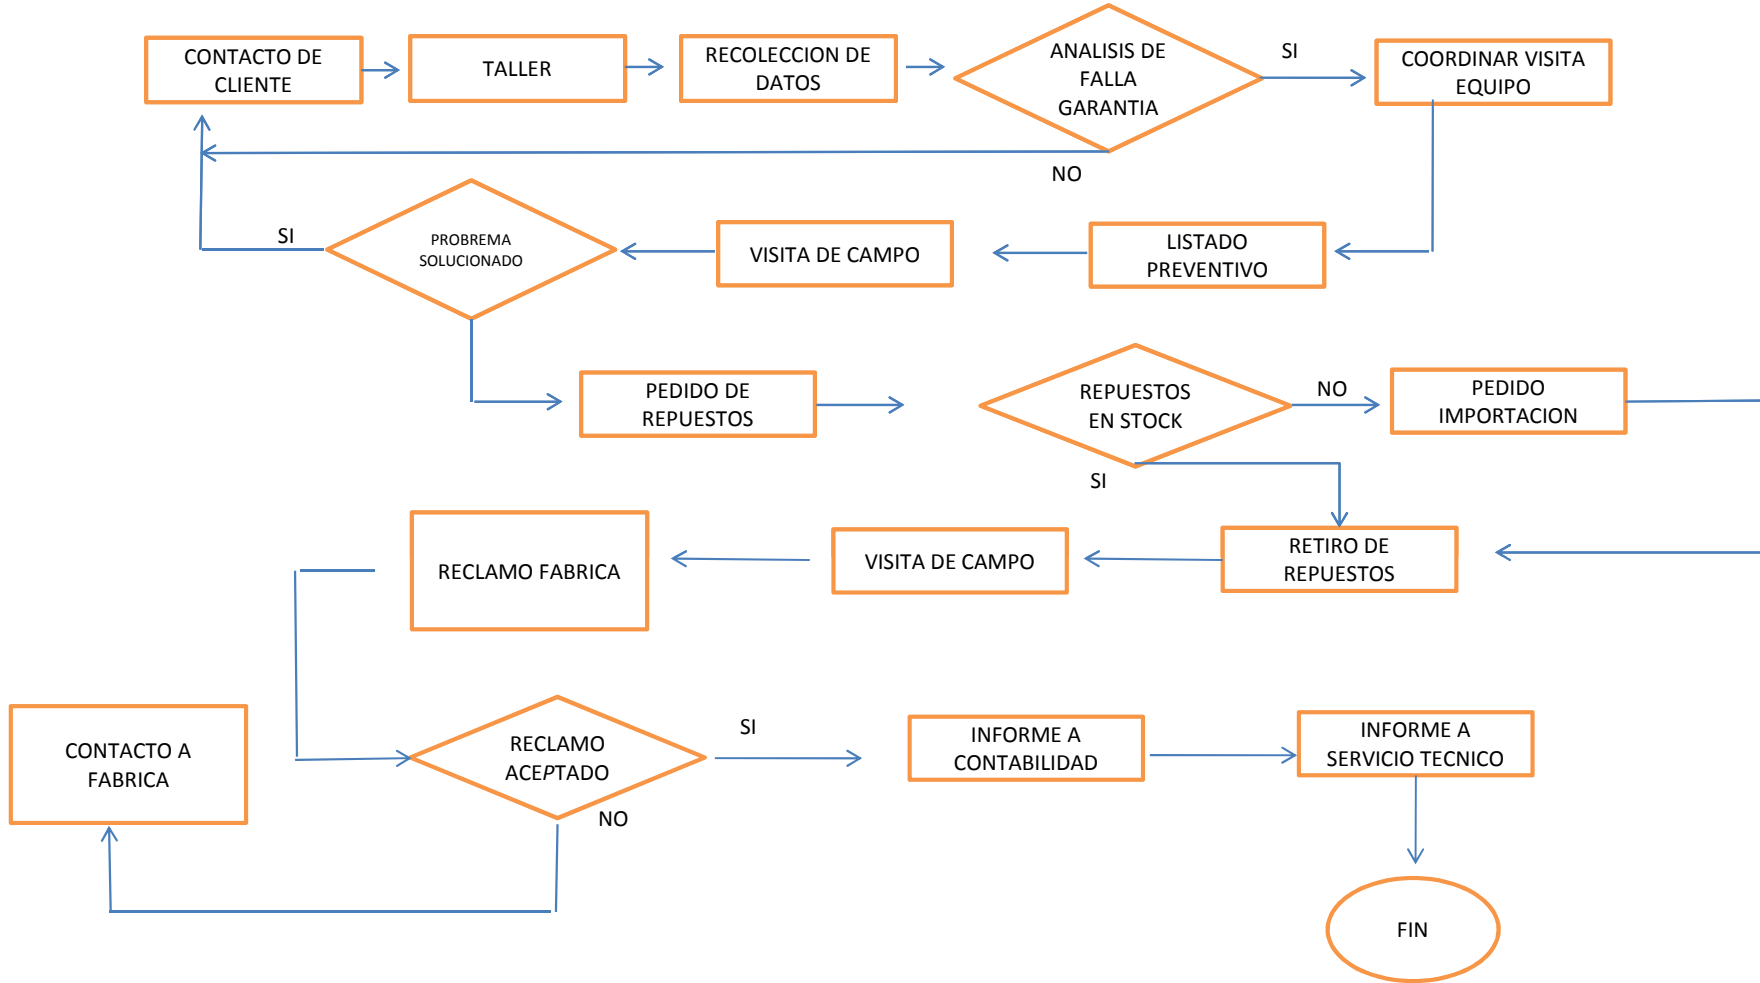 CONTACTO DE
CLIENTE
TALLER
RECOLECCION DE
DATOS
ANALISIS DE
FALLA
GARANTIA
SI
COORDINAR VISITA
EQUIPO
NO
SI
PROBREMA
SOLUCIONADO
VISITA DE CAMPO
LISTADO
PREVENTIVO
PEDIDO DE
REPUESTOS
REPUESTOS
EN STOCK
NO
PEDIDO
IMPORTACION
SI
RECLAMO FABRICA
VISITA DE CAMPO
RETIRO DE
REPUESTOS
CONTACTO A
FABRICA
RECLAMO
ACEPTADO
SI
NO
INFORME A
CONTABILIDAD
INFORME A
SERVICIO TECNICO
FIN